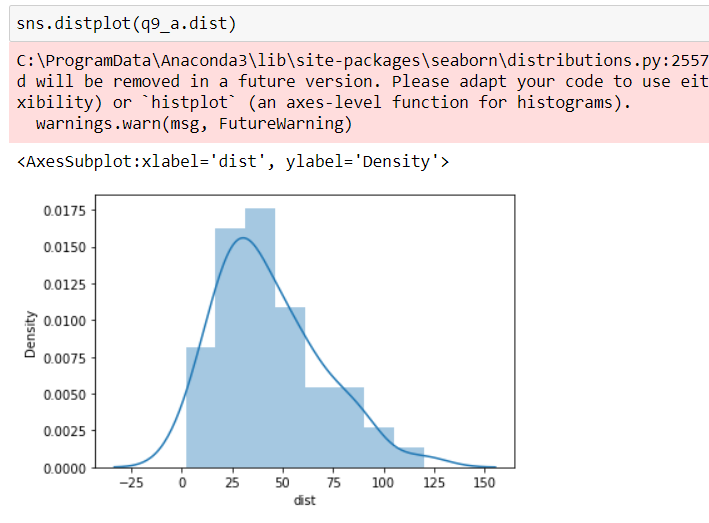 sns.distplot(q9_a.dist)
C:\ProgramData\Anaconda3\lib\site-packages\seaborn\distributions.py:2557
d will be removed in a future version. Please adapt your code to use eit
xibility) or `histplot` (an axes-level function for histograms).
warnings.warn(msg, FutureWarning)
<AxesSubplot:xlabel='dist', ylabel='Density'>
0.0175
0.0150
0.0125
0.0100
0.0075
0.0050
0.0025
0.0000
Density
−25 0 25 50 75 100 125 150
dist